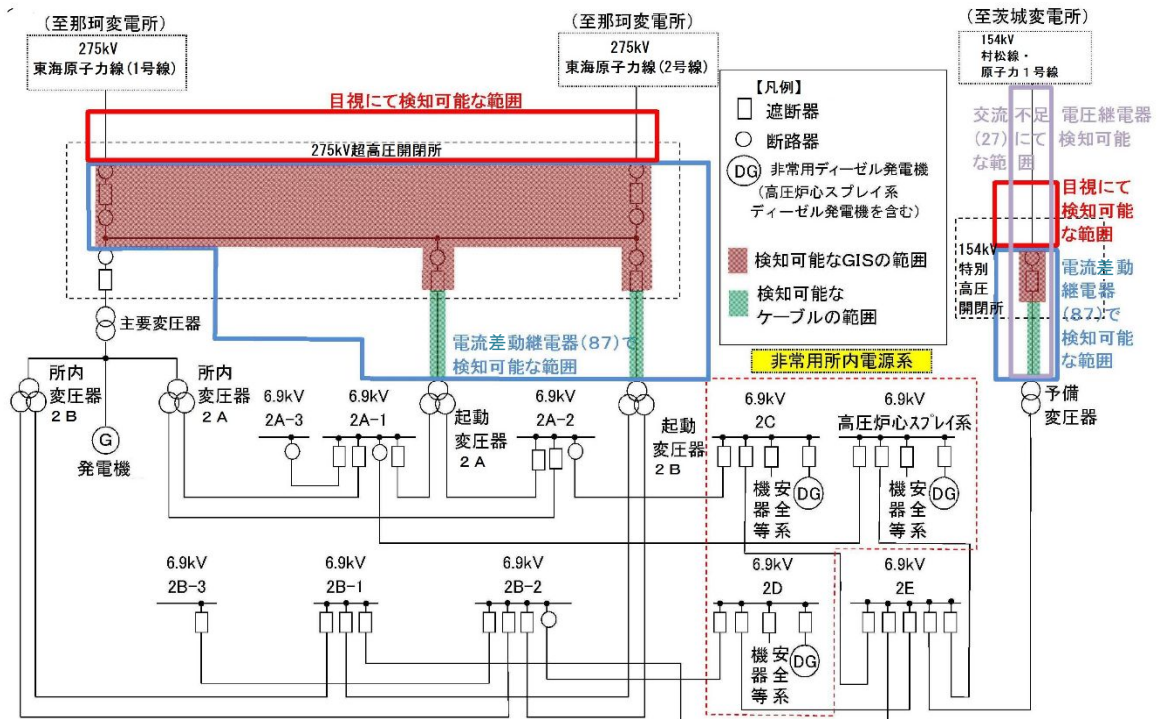 (至那珂変電所)
275kV
東海原子力線(1号線)
(至那珂変電所)
275kV
東海原子力線(2号線)
(至茨城変電所)
154kV
村松線・
原子力1号線
目視にて検知可能な範囲
275kV超高圧開閉所
【凡例】
遮断器
断路器
DG
非常用ディーゼル発電機
(高圧炉心スプレイ系
ディーゼル発電機を含む)
検知可能なGISの範囲
検知可能な
ケーブルの範囲
交流不足電圧継電器
(27)にて検知可能
な範囲
目視にて
検知可能
な範囲
154kV
特別
高圧
開閉所
電流差動
継電器
(87)で
検知可能
な範囲
主要変圧器
電流差動継電器(87)で
検知可能な範囲
非常用所内電源系
所内
変圧器
2B
G
発電機
所内
変圧器
2A
6.9kV
2A-3
6.9kV
2A-1
起動
変圧器
2A
6.9kV
2A-2
起動
変圧器
2B
6.9kV
2C
安全系
機器等
DG
6.9kV
高圧炉心スプレイ系
安全系
機器等
DG
予備
変圧器
6.9kV
2B-3
6.9kV
2B-1
6.9kV
2B-2
6.9kV
2D
安全系
機器等
DG
6.9kV
2E